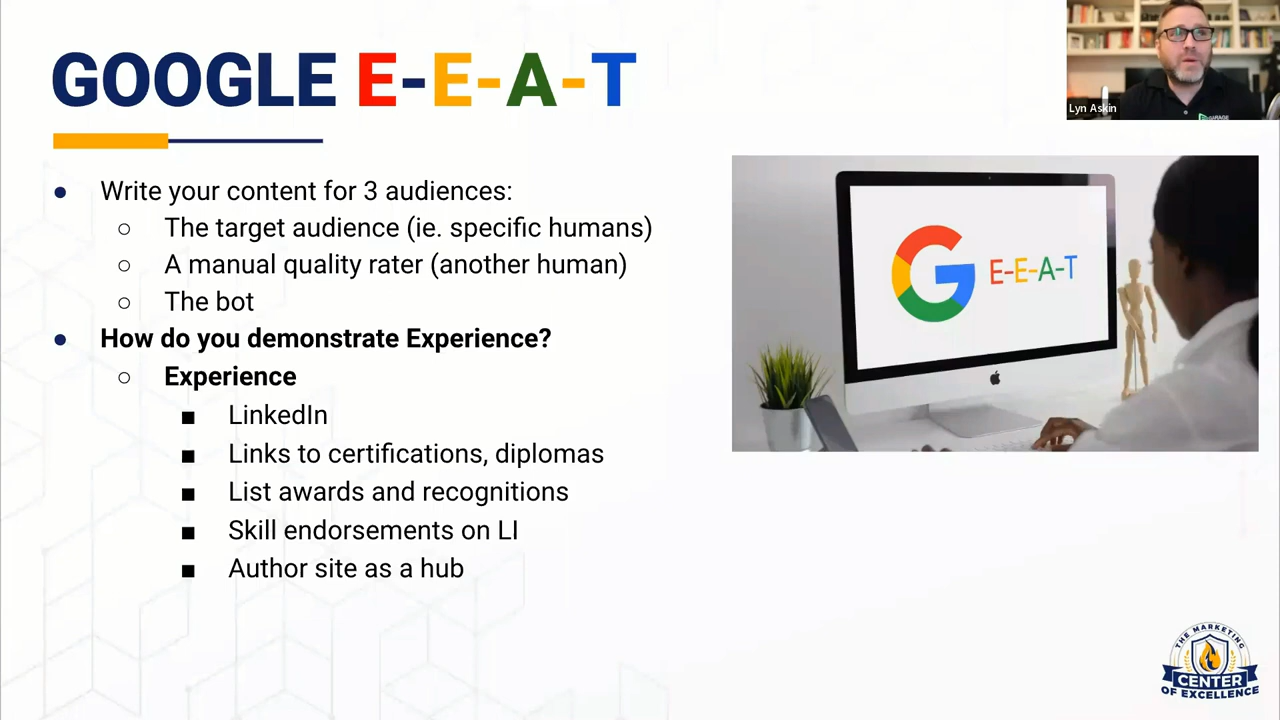 GOOGLE E-E-A-T
Lyn Askin
Write your content for 3 audiences:
The target audience (ie. specific humans)
A manual quality rater (another human)
The bot
How do you demonstrate Experience?
Experience
LinkedIn
Links to certifications, diplomas
List awards and recognitions
Skill endorsements on LI
Author site as a hub
G E-E-A-T
THE MARKETING
CENTER
OF EXCELLENCE